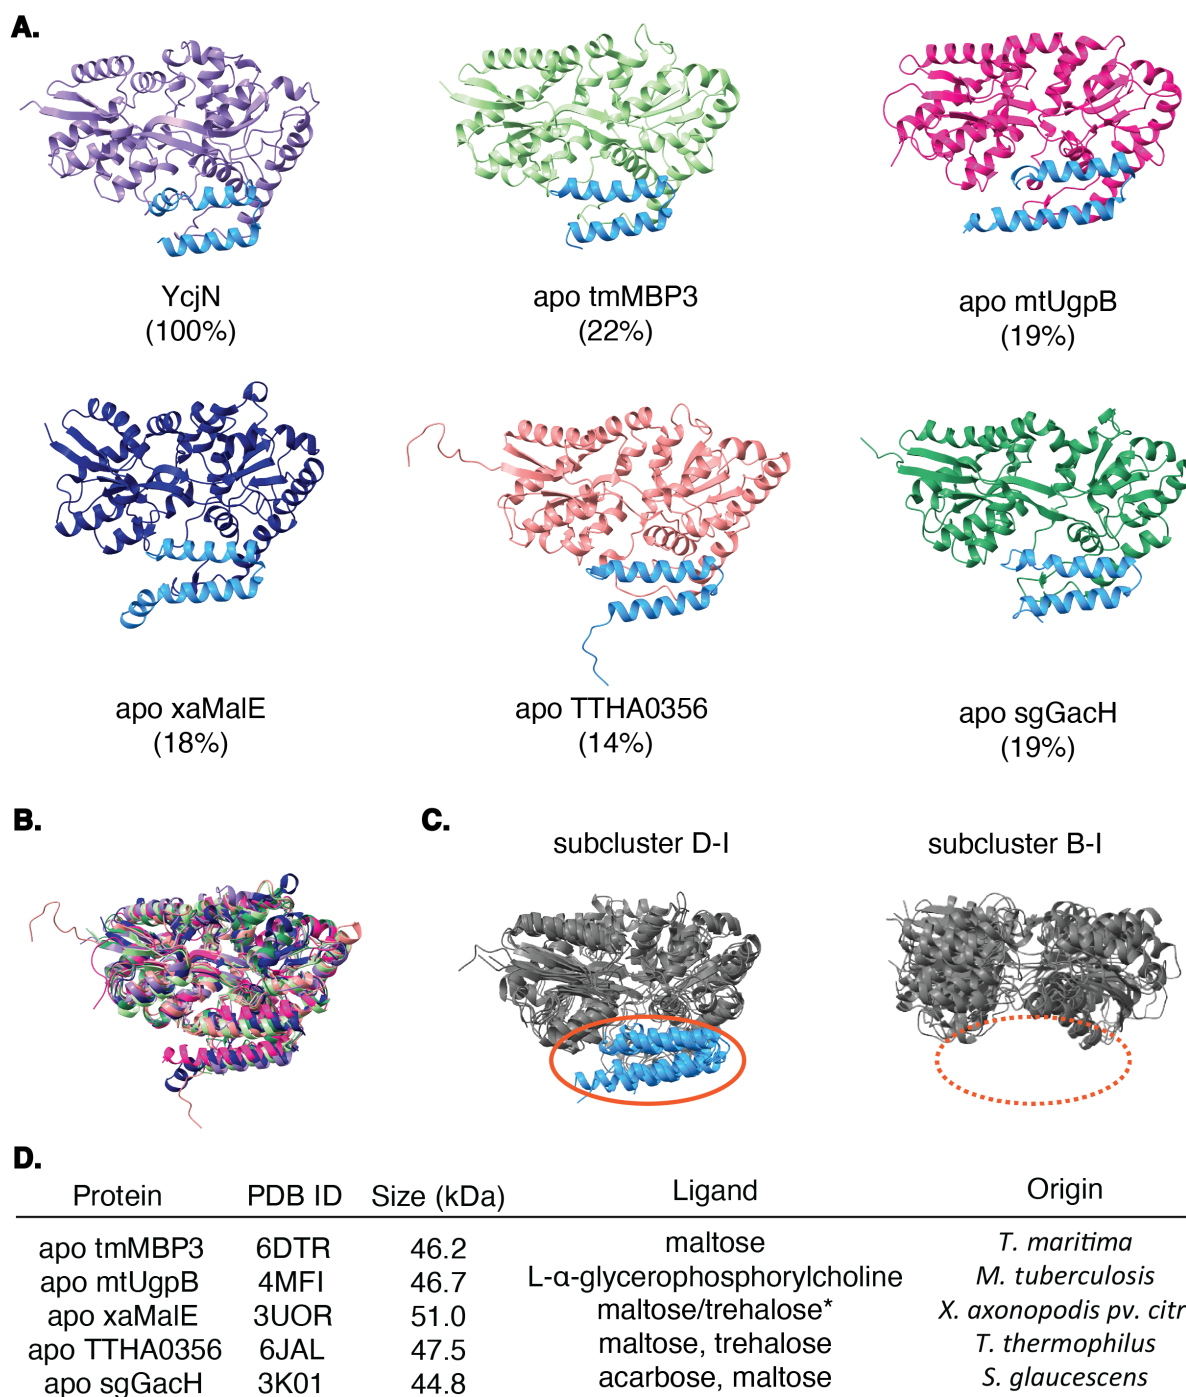 A.
YcjN
(100%)
apo tmMBP3
(22%)
apo mtUgpB
(19%)
apo xaMalE
(18%)
apo TTHA0356
(14%)
apo sgGacH
(19%)
B.
C.
subcluster D-I
subcluster B-I
D.
Protein PDB ID Size (kDa) Ligand Origin
apo tmMBP3 6DTR 46.2 maltose T. maritima
apo mtUgpB 4MFI 46.7 L-α-glycerophosphorylcholine M. tuberculosis
apo xaMalE 3UOR 51.0 maltose/trehalose* X. axonopodis pv. citr
apo TTHA0356 6JAL 47.5 maltose, trehalose T. thermophilus
apo sgGacH 3K01 44.8 acarbose, maltose S. glaucescens